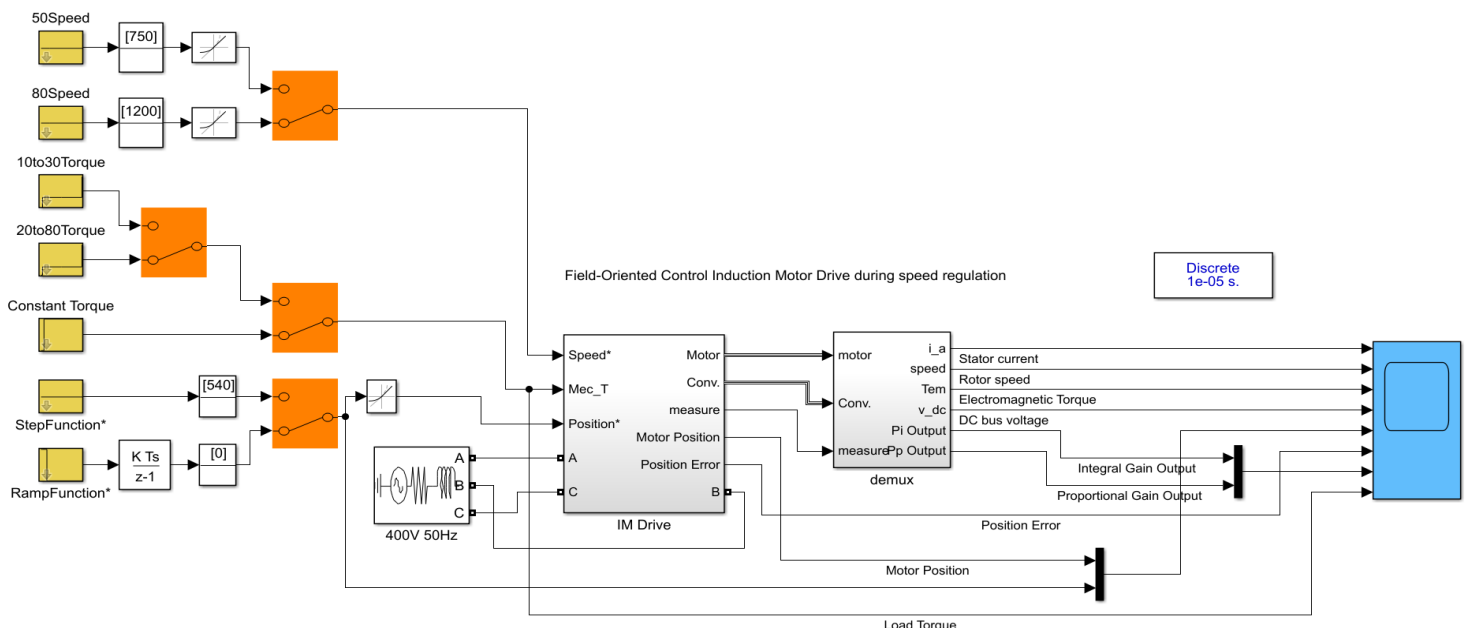 50Speed
[750]
80Speed
[1200]
10to30Torque
20to80Torque
Constant Torque
StepFunction*
[540]
RampFunction*
K Ts
z-1
[0]
400V 50Hz
A
B
C
Field-Oriented Control Induction Motor Drive during speed regulation
Discrete
1e-05 s.
Speed*
Mec_T
Position*
A
C
Motor
Conv.
measure
Motor Position
Position Error
B
IM Drive
motor
Conv.
measure
i_a
speed
Tem
v_dc
Pi Output
Pp Output
demux
Stator current
Rotor speed
Electromagnetic Torque
DC bus voltage
Integral Gain Output
Proportional Gain Output
Position Error
Motor Position
Load Torque